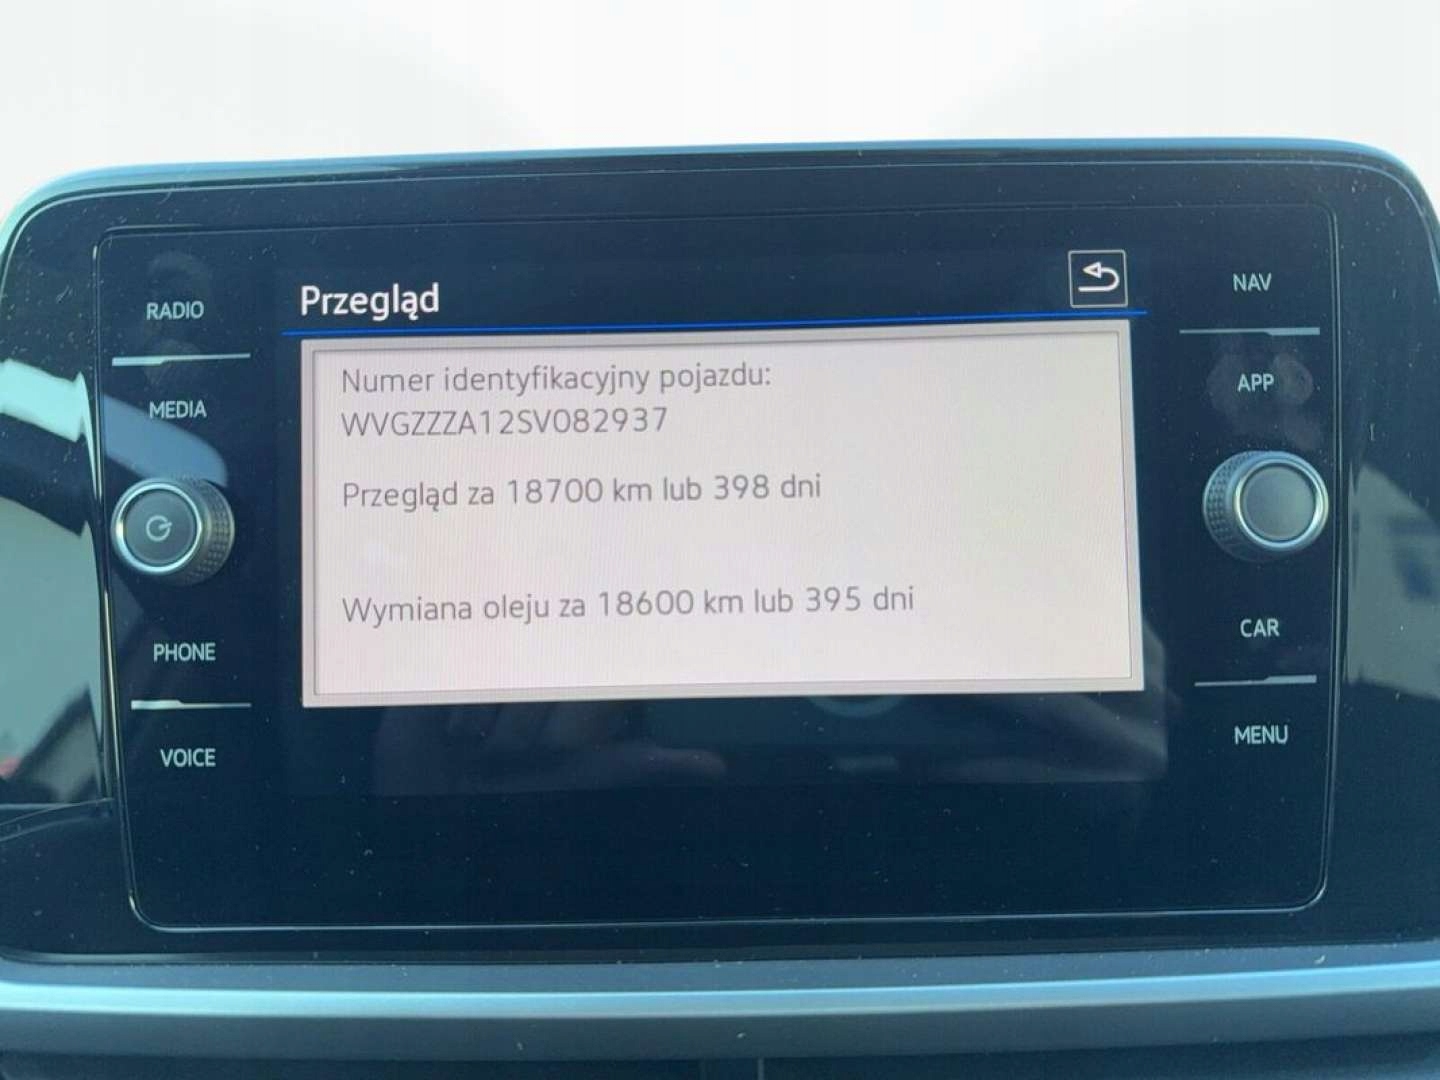 Przegląd
RADIO
MEDIA
PHONE
VOICE
Numer identyfikacyjny pojazdu:
WVGZZZA12SV082937
Przegląd za 18700 km lub 398 dni
Wymiana oleju za 18600 km lub 395 dni
NAV
APP
CAR
MENU